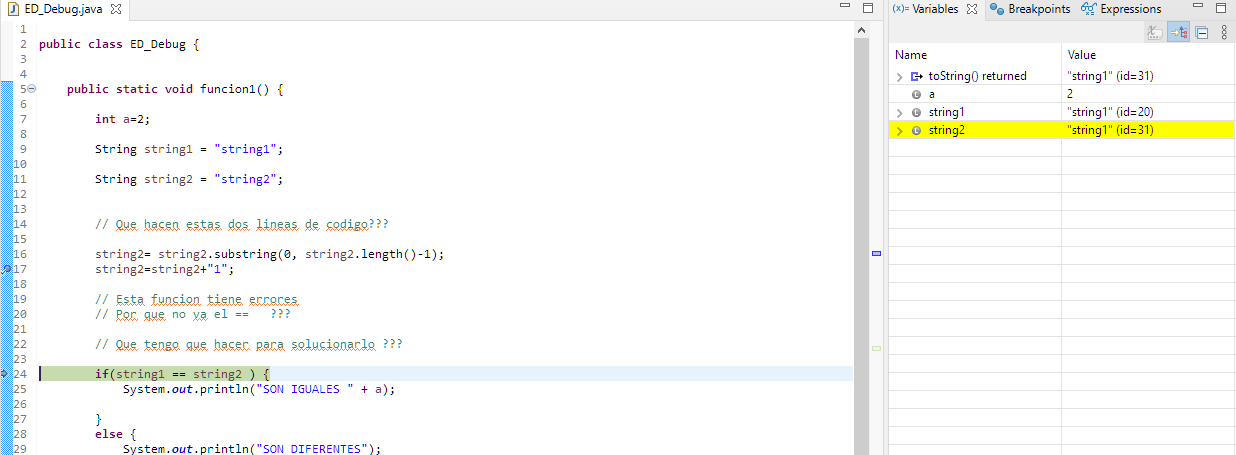 ED_Debug.java
1
2 public class ED_Debug {
3
4
5 public static void funcion1() {
6
7 int a=2;
8
9 String string1 = "string1";
10
11 String string2 = "string2";
12
13
14 // Que hacen estas dos lineas de codigo???
15
16 string2= string2.substring(0, string2.length()-1);
17 string2=string2+"1";
18
19 // Esta funcion tiene errores
20 // Por que no va el == ???
21
22 // Que tengo que hacer para solucionarlo ???
23
24 if(string1 == string2 ) {
25 System.out.println("SON IGUALES " + a);
26
27 }
28 else {
29 System.out.println("SON DIFERENTES");
(x)= Variables Breakpoints Expressions
Name Value
toString() returned "string1" (id=31)
a 2
string1 "string1" (id=20)
string2 "string1" (id=31)